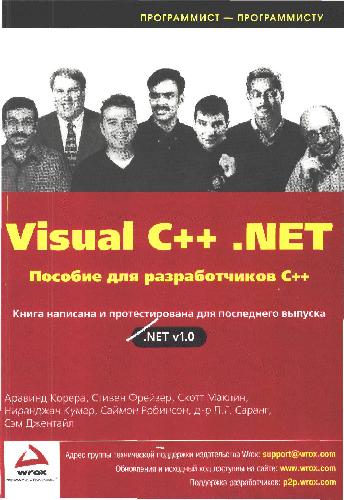 ПРОГРАММИСТ — ПРОГРАММИСТУ
Visual C++ .NET
Пособие для разработчиков C++
Книга написана и протестирована для последнего выпуска
.NET v1.0
Аравинд Корера, Стивен Фрейзер, Скотт Маклин,
Ниранджан Кумар, Саймон Робинсон, д-р П.Г. Саранг,
Сэм Джентайл
wrox
Адрес группы технической поддержки издательства Wrox: support@wrox.com
Обновления и исходный код доступны на сайте: www.wrox.com
Поддержка разработчиков: p2p.wrox.com